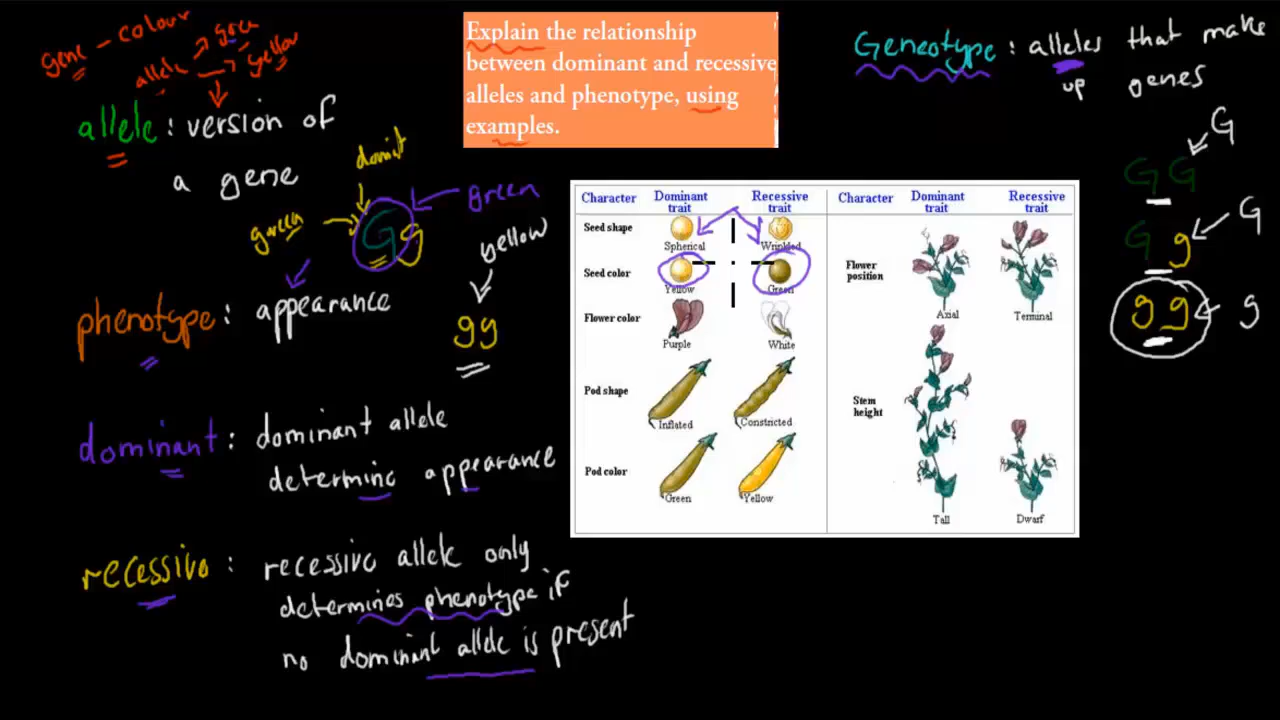 gene - colour
allele → green
→ yellow
allele : version of
a gene
domint
green
Gg
green
phenotype : appearance
yellow
gg
dominant : dominant allele
determine appearance
recessive : recessive allele only
determines phenotype if
no dominant allele is present
Explain the relationship
between dominant and recessive
alleles and phenotype, using
examples.
Character
Dominant
trait
Recessive
trait
Seed shape
Spherical
Wrinkled
Seed color
Yellow
Green
Flower color
Purple
White
Pod shape
Inflated
Constricted
Pod color
Green
Yellow
Character
Dominant
trait
Recessive
trait
Flower
position
Axial
Terminal
Stem
height
Tall
Dwarf
Geneotype : alleles that make
up genes
GG ← G
Gg ← G
gg ← g